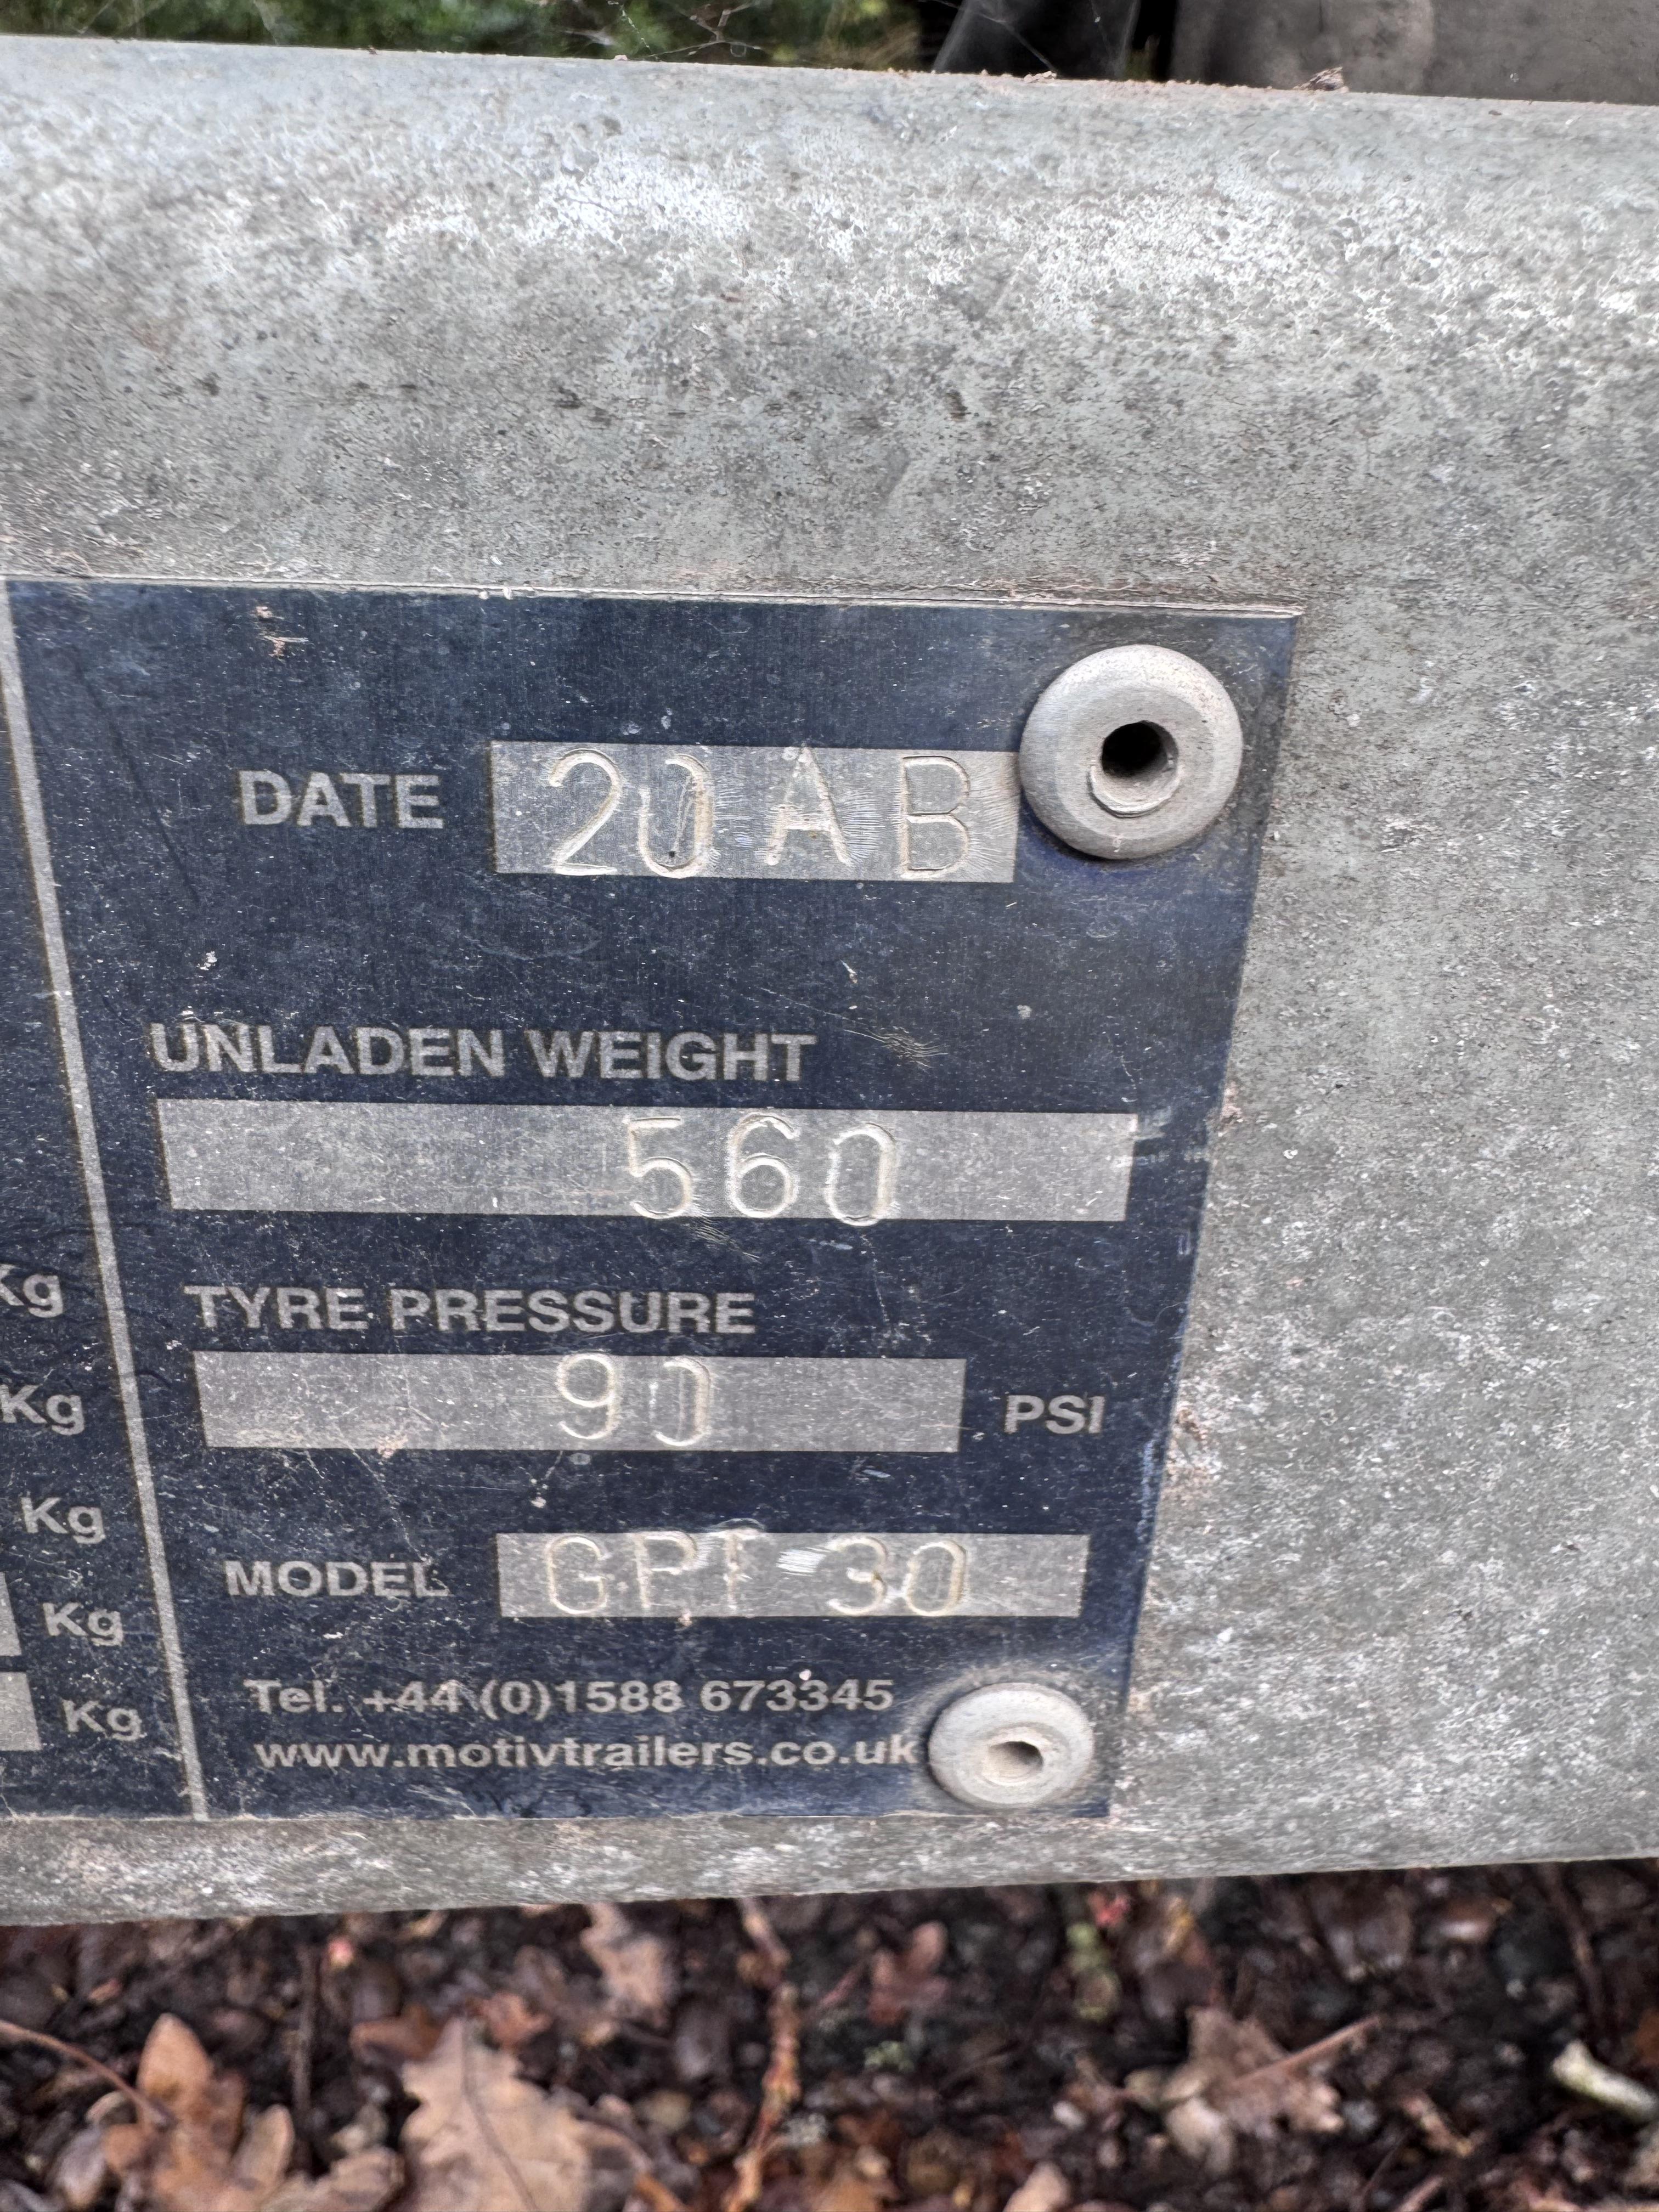 DATE 20 A B
UNLADEN WEIGHT
560
Kg
TYRE PRESSURE
Kg
90 PSI
Kg
MODEL GPT 30
Kg
Tel. +44 (0)1588 673345
Kg
www.motivtrailers.co.uk